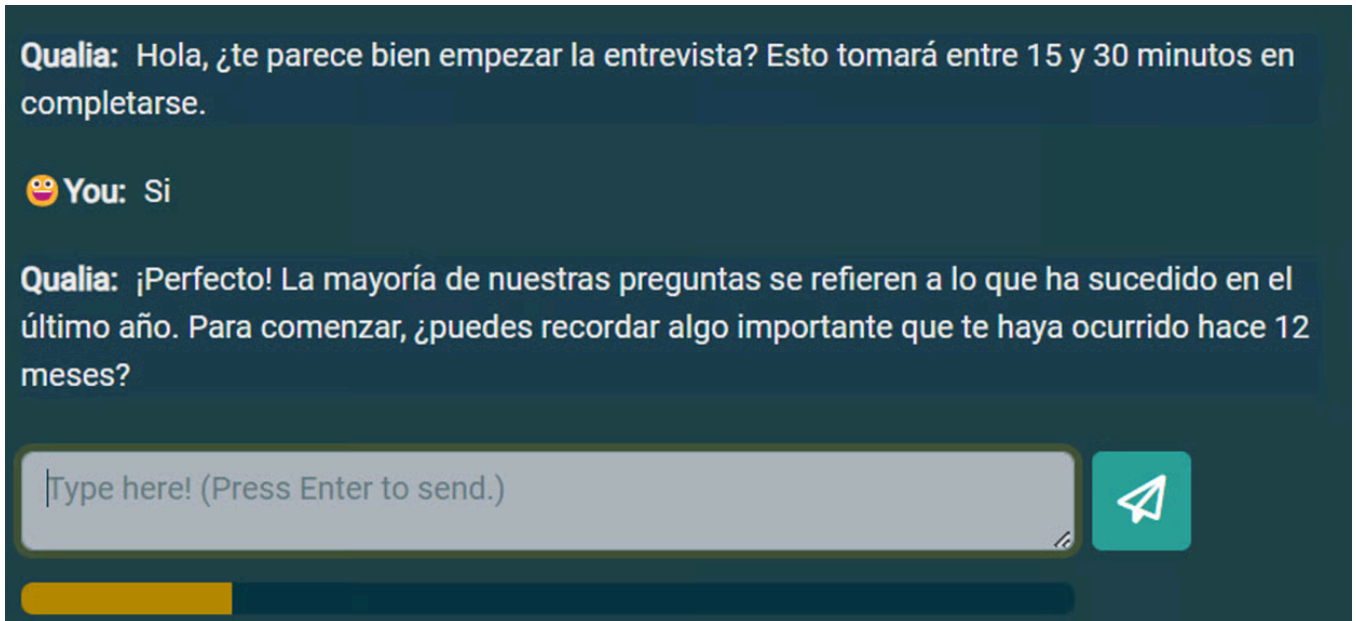 Qualia: Hola, ¿te parece bien empezar la entrevista? Esto tomará entre 15 y 30 minutos en
completarse.
You: Si
Qualia: ¡Perfecto! La mayoría de nuestras preguntas se refieren a lo que ha sucedido en el
último año. Para comenzar, ¿puedes recordar algo importante que te haya ocurrido hace 12
meses?
Type here! (Press Enter to send.)